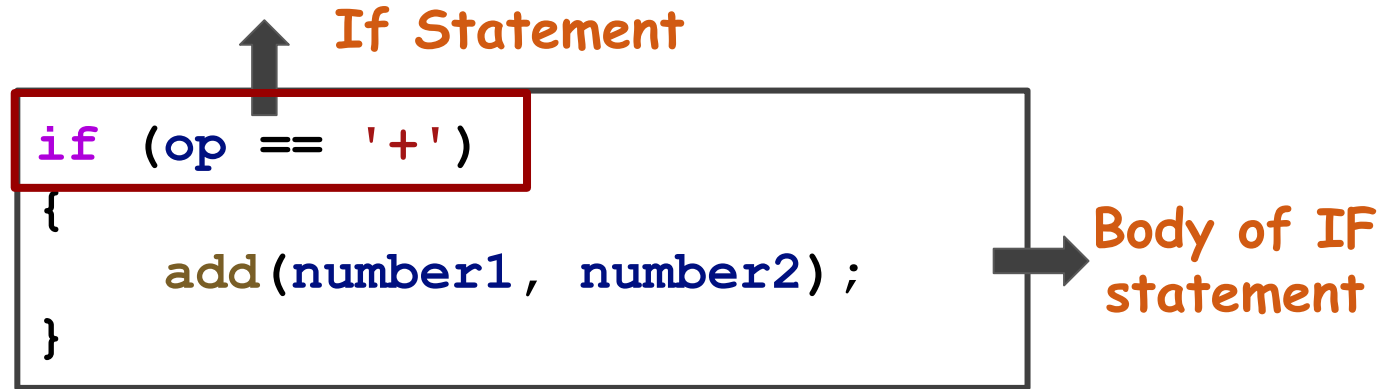 If Statement
if (op == '+')
{
    add(number1, number2);
}
Body of IF
statement